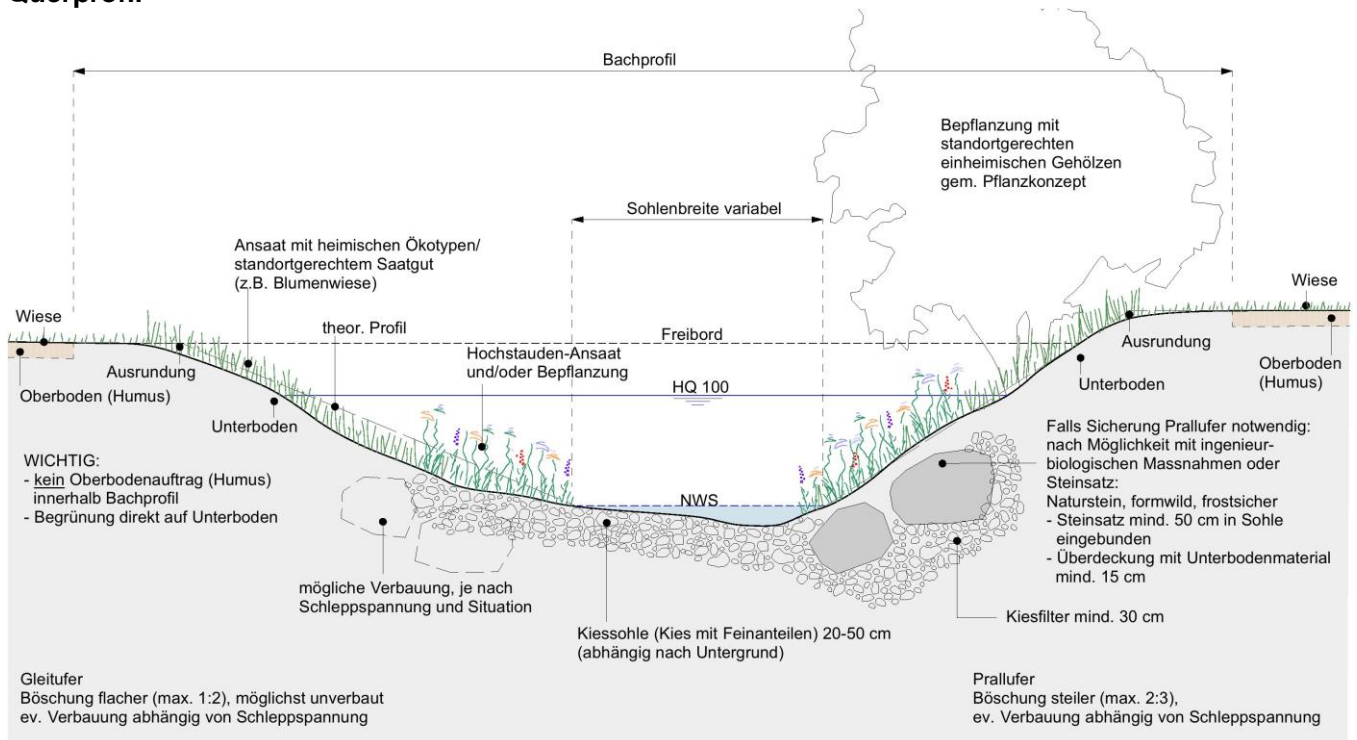 Querprofil
Bachprofil
Bepflanzung mit
standortgerechten
einheimischen Gehölzen
gem. Pflanzkonzept
Sohlenbreite variabel
Ansaat mit heimischen Ökotypen/
standortgerechtem Saatgut
(z.B. Blumenwiese)
Wiese
Wiese
theor. Profil
Freibord
Ausrundung
Ausrundung
Hochstauden-Ansaat
und/oder Bepflanzung
Oberboden (Humus)
Unterboden
Oberboden
(Humus)
HQ 100
Unterboden
WICHTIG:
- kein Oberbodenauftrag (Humus)
innerhalb Bachprofil
- Begrünung direkt auf Unterboden
NWS
Falls Sicherung Prallufer notwendig:
nach Möglichkeit mit ingenieur-
biologischen Massnahmen oder
Steinsatz:
Naturstein, formwild, frostsicher
- Steinsatz mind. 50 cm in Sohle
eingebunden
- Überdeckung mit Unterbodenmaterial
mind. 15 cm
mögliche Verbauung, je nach
Schleppspannung und Situation
Kiesfilter mind. 30 cm
Kiessohle (Kies mit Feinanteilen) 20-50 cm
(abhängig nach Untergrund)
Gleitufer
Böschung flacher (max. 1:2), möglichst unverbaut
ev. Verbauung abhängig von Schleppspannung
Prallufer
Böschung steiler (max. 2:3),
ev. Verbauung abhängig von Schleppspannung